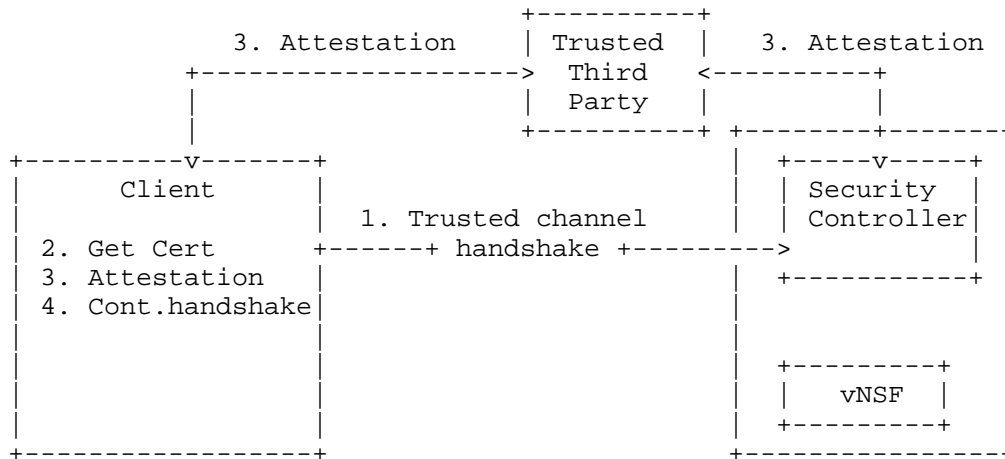 3. Attestation | Trusted | 3. Attestation
Third
Party
Client
Security
1. Trusted channel
Controller
2. Get Cert
handshake
3. Attestation
4. Cont.handshake
vNSF